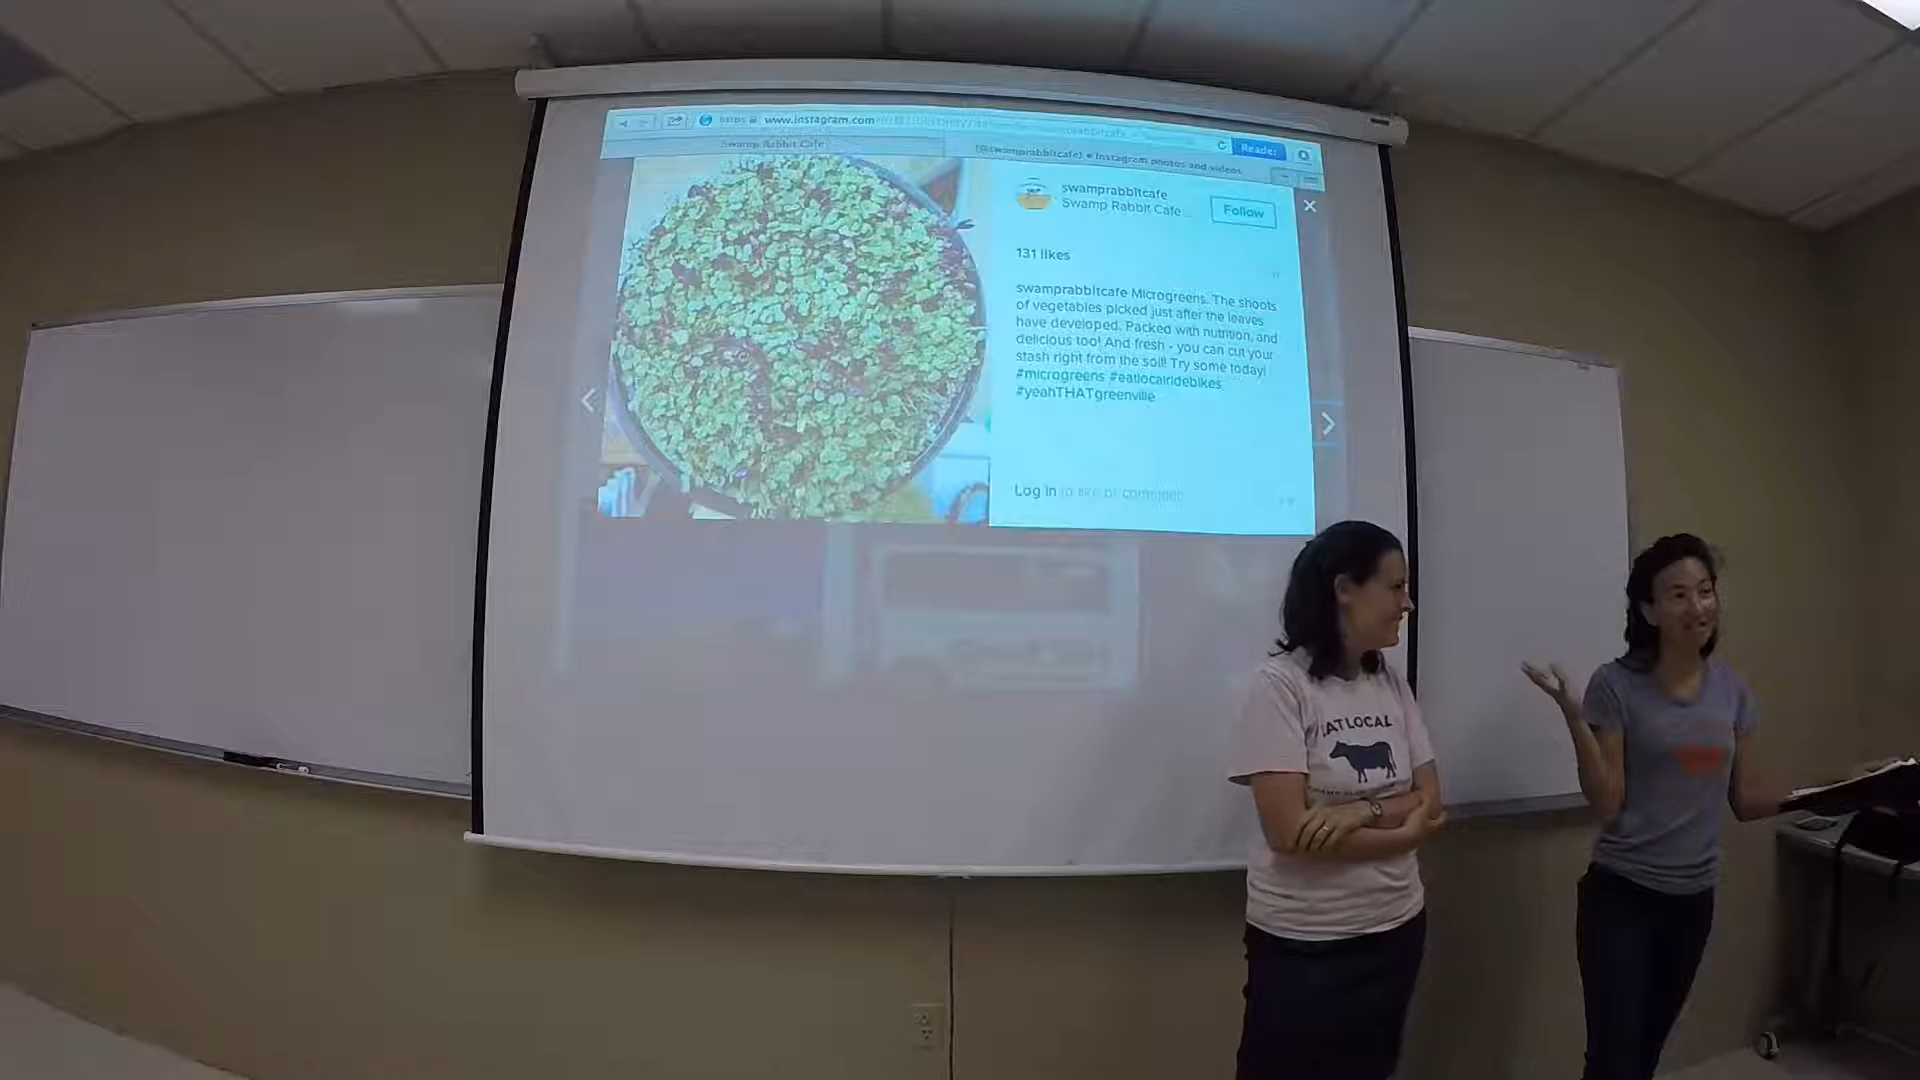 www.instagram.com
Reader
Swamp Rabbit Cafe
(@swamprabbitcafe) • Instagram photos and videos
swamprabbitcafe
Swamp Rabbit Cafe...
Follow
131 likes
swamprabbitcafe Microgreens. The shoots
of vegetables picked just after the leaves
have developed. Packed with nutrition, and
delicious too! And fresh - you can cut your
stash right from the soil! Try some today!
#microgreens #eatlocalridebikes
#yeahTHATgreenville
Log in to like or comment.
EAT LOCAL